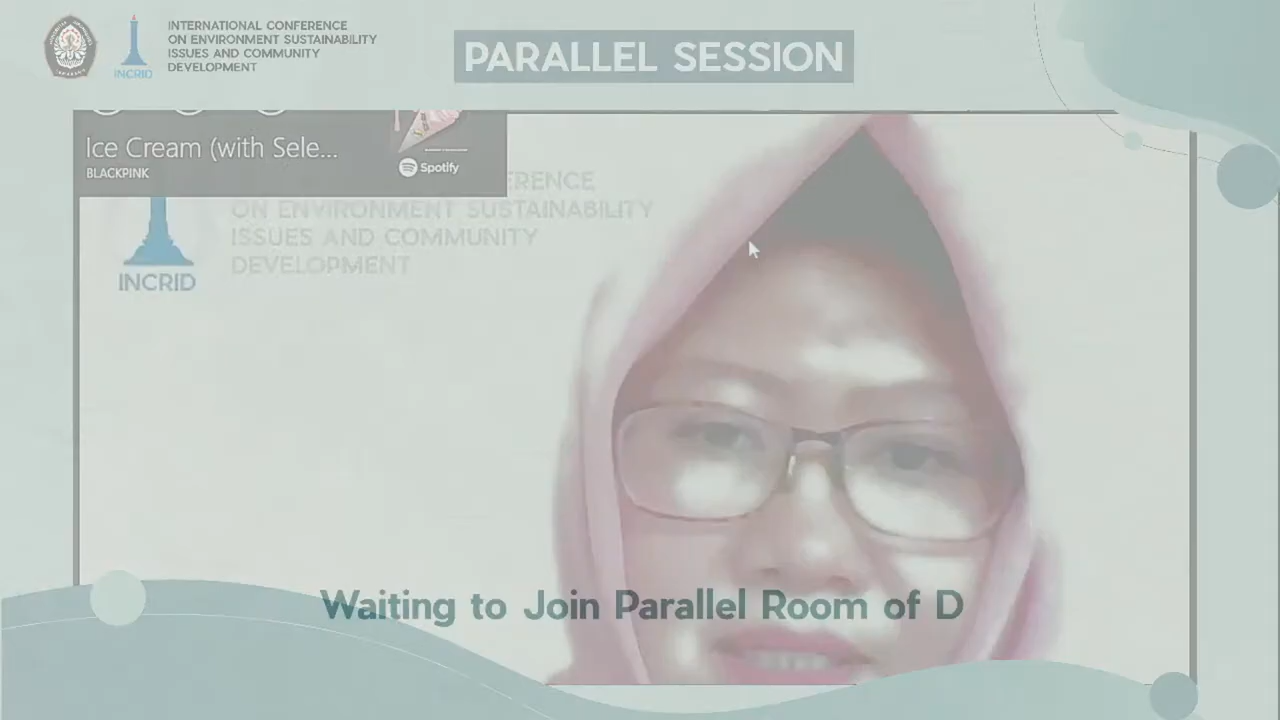 INTERNATIONAL CONFERENCE
ON ENVIRONMENT SUSTAINABILITY
ISSUES AND COMMUNITY
DEVELOPMENT
INCRID
PARALLEL SESSION
Ice Cream (with Sele...
BLACKPINK
Spotify
ERENCE
ON ENVIRONMENT SUSTAINABILITY
ISSUES AND COMMUNITY
DEVELOPMENT
INCRID
Waiting to Join Parallel Room of D